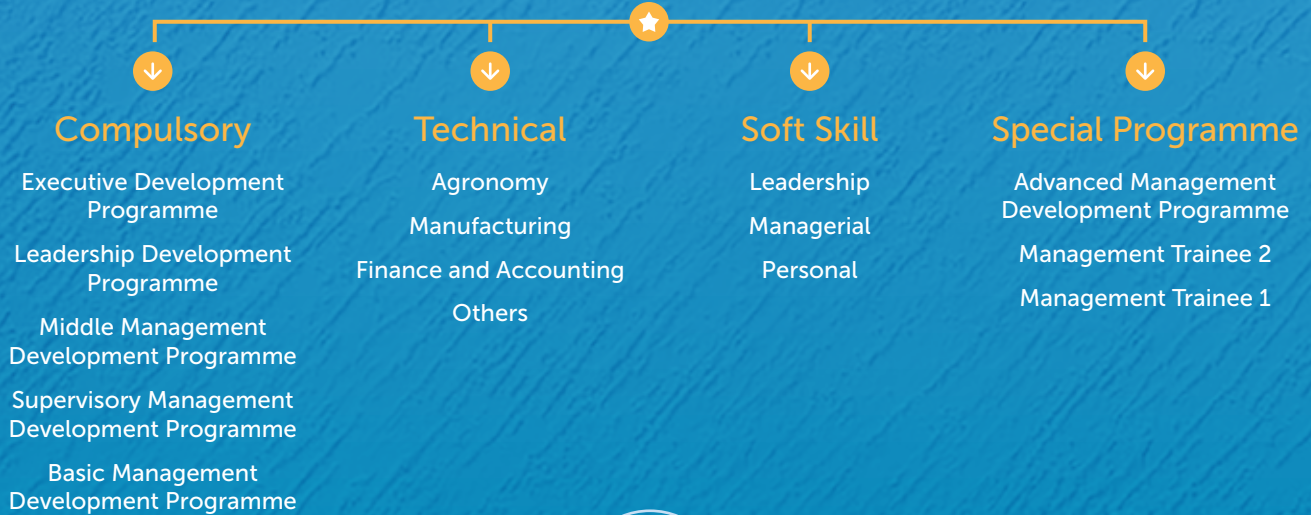 Compulsory
Executive Development
Programme
Leadership Development
Programme
Middle Management
Development Programme
Supervisory Management
Development Programme
Basic Management
Development Programme
Technical
Agronomy
Manufacturing
Finance and Accounting
Others
Soft Skill
Leadership
Managerial
Personal
Special Programme
Advanced Management
Development Programme
Management Trainee 2
Management Trainee 1